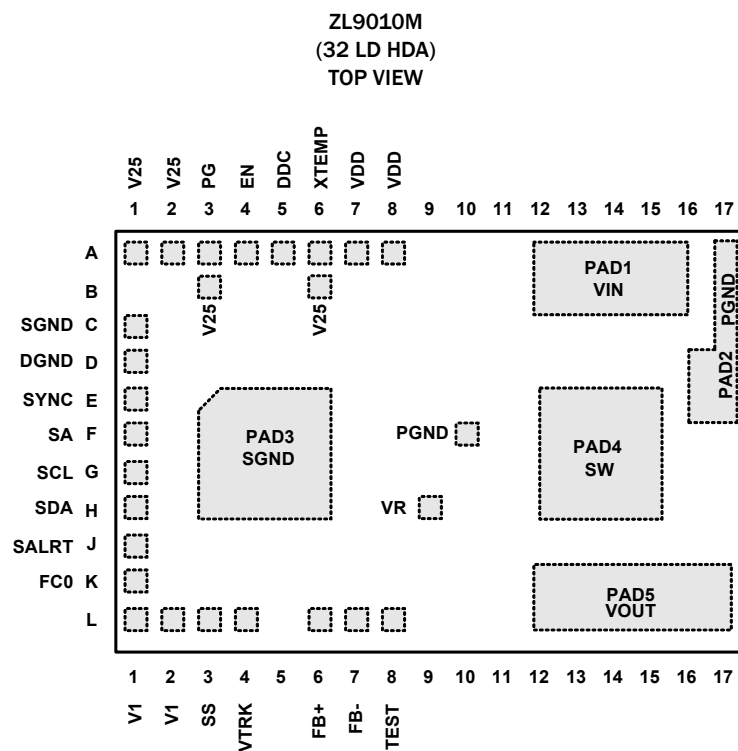 ZL9010M
(32 LD HDA)
TOP VIEW
V25 V25 PG EN DDC XTEMP VDD VDD
1 2 3 4 5 6 7 8 9 10 11 12 13 14 15 16 17
A
B
V25 V25
SGND C
DGND D
SYNC E
SA F
SCL G
SDA H
SALRT J
FC0 K
L
PAD1
VIN
PGND
PAD2
PAD3
SGND
PGND
VR
PAD4
SW
PAD5
VOUT
1 2 3 4 5 6 7 8 9 10 11 12 13 14 15 16 17
V1 V1 SS VTRK FB+ FB- TEST